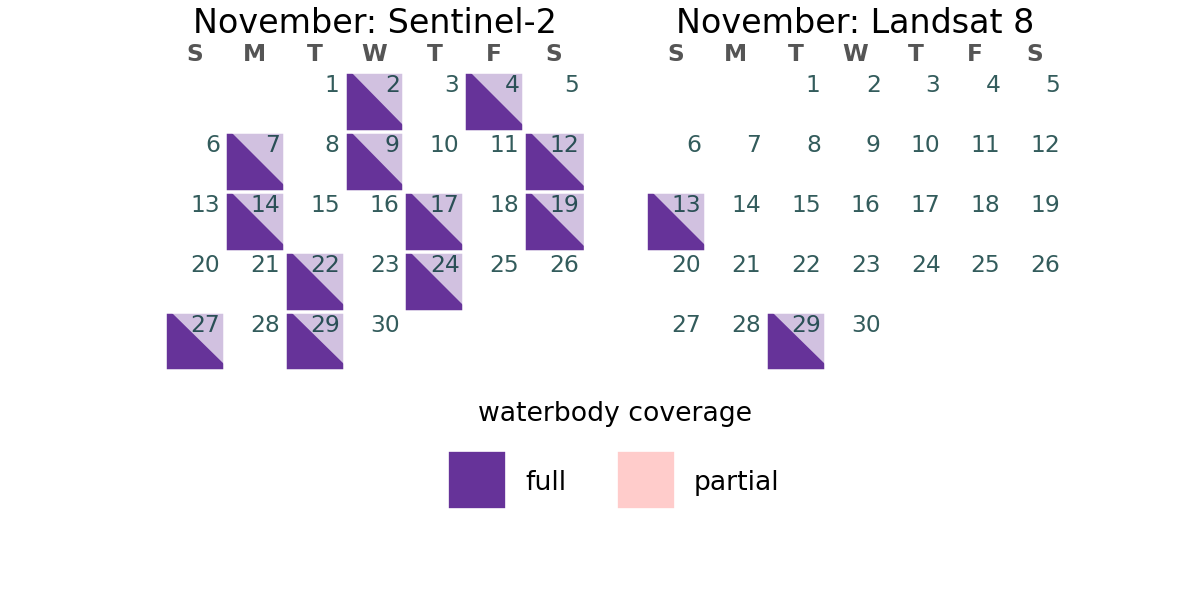 November: Sentinel-2
S M T W T F S
1 2 3 4 5
6 7 8 9 10 11 12
13 14 15 16 17 18 19
20 21 22 23 24 25 26
27 28 29 30
November: Landsat 8
S M T W T F S
1 2 3 4 5
6 7 8 9 10 11 12
13 14 15 16 17 18 19
20 21 22 23 24 25 26
27 28 29 30
waterbody coverage
full partial